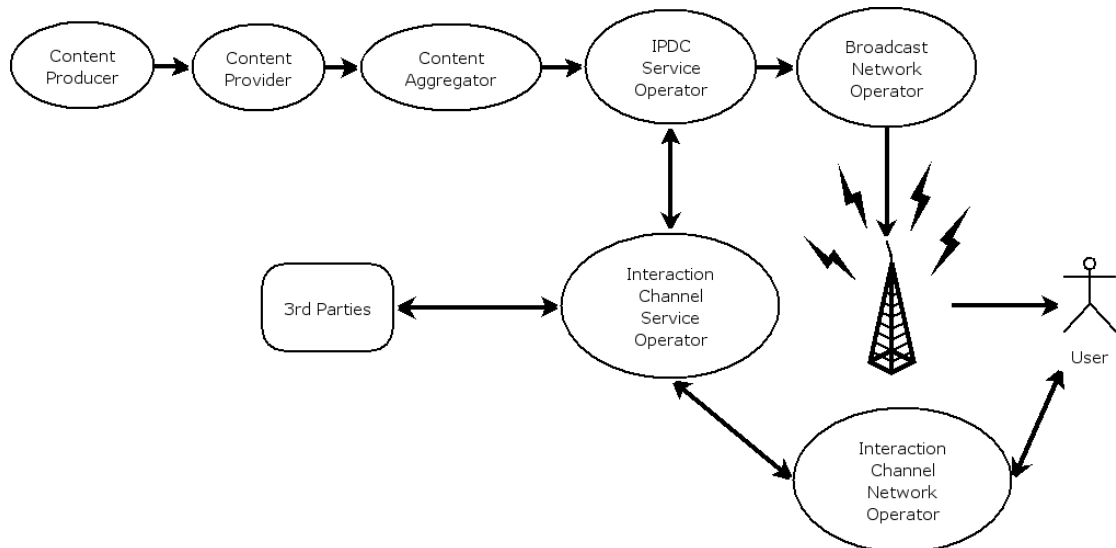 Content
Producer
Content
Provider
Content
Aggregator
IPDC
Service
Operator
Broadcast
Network
Operator
3rd Parties
Interaction
Channel
Service
Operator
User
Interaction
Channel
Network
Operator